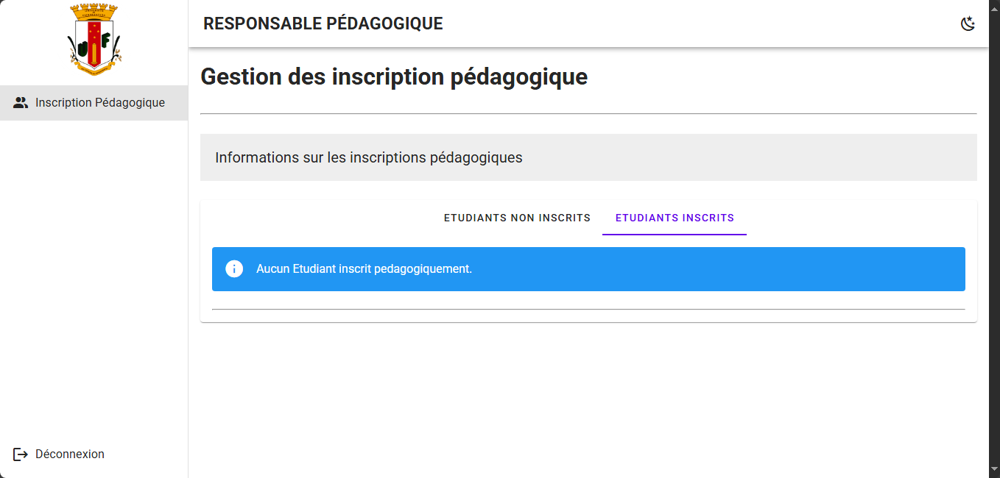 RESPONSABLE PÉDAGOGIQUE
Inscription Pédagogique
Déconnexion
Gestion des inscription pédagogique
Informations sur les inscriptions pédagogiques
ETUDIANTS NON INSCRITS
ETUDIANTS INSCRITS
Aucun Etudiant inscrit pedagogiquement.